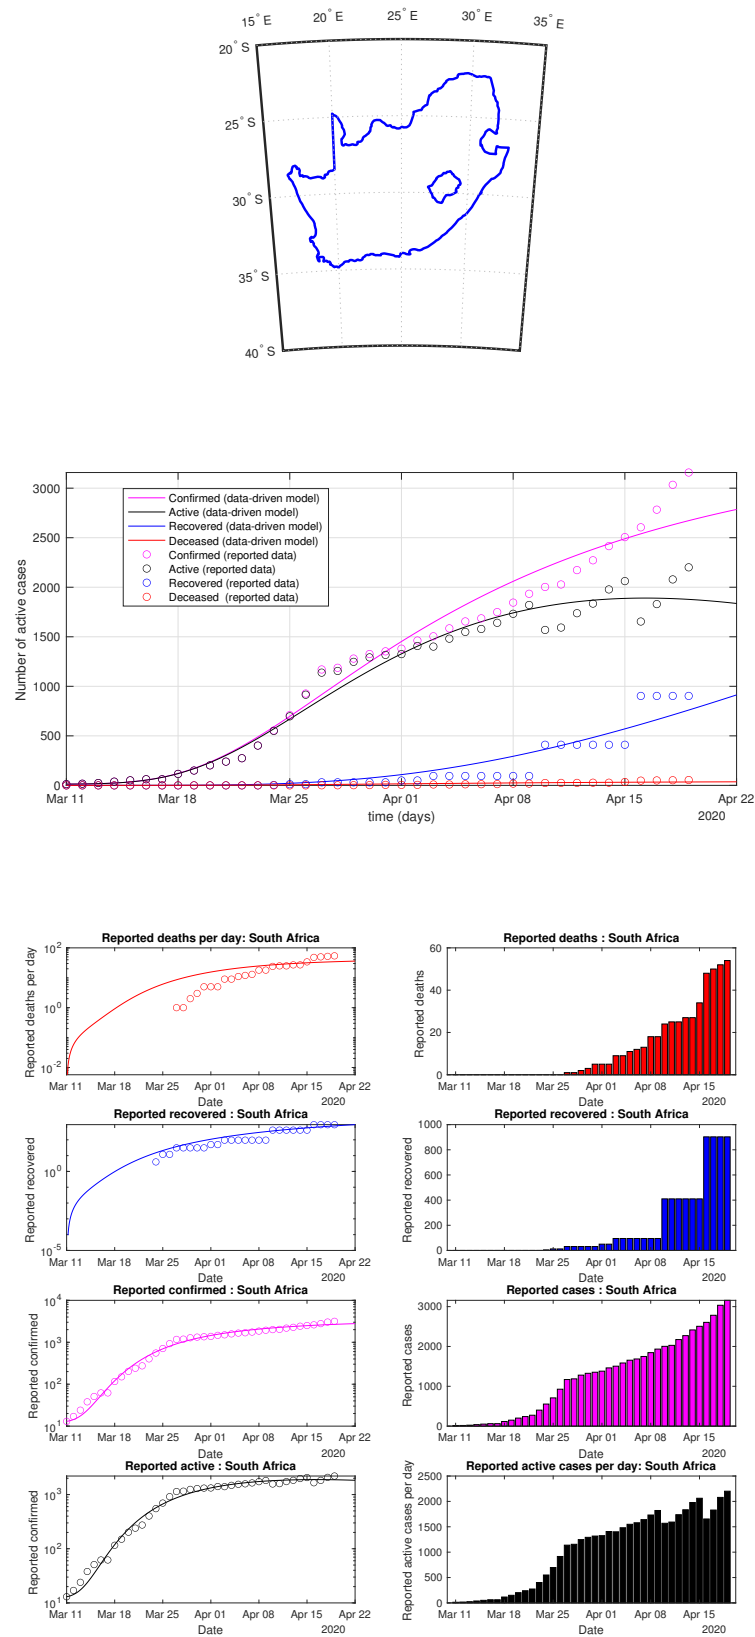 15° E 20° E 25° E 30° E 35° E
20° S
25° S
30° S
35° S
40° S
Confirmed (data-driven model)
Active (data-driven model)
Recovered (data-driven model)
Deceased (data-driven model)
Confirmed (reported data)
Active (reported data)
Recovered (reported data)
Deceased (reported data)
Number of active cases
3000
2500
2000
1500
1000
500
0
Mar 11 Mar 18 Mar 25 Apr 01 Apr 08 Apr 15 Apr 22
time (days)
2020
Reported deaths per day: South Africa
Reported deaths per day
10^2
10^0
10^-2
Mar 11 Mar 18 Mar 25 Apr 01 Apr 08 Apr 15 Apr 22
Date
2020
Reported deaths : South Africa
Reported deaths
60
40
20
0
Mar 11 Mar 18 Mar 25 Apr 01 Apr 08 Apr 15
Date
2020
Reported recovered : South Africa
Reported recovered
10^0
10^-5
Mar 11 Mar 18 Mar 25 Apr 01 Apr 08 Apr 15 Apr 22
Date
2020
Reported recovered : South Africa
Reported recovered
1000
800
600
400
200
0
Mar 11 Mar 18 Mar 25 Apr 01 Apr 08 Apr 15
Date
2020
Reported confirmed : South Africa
Reported confirmed
10^4
10^3
10^2
10^1
Mar 11 Mar 18 Mar 25 Apr 01 Apr 08 Apr 15 Apr 22
Date
2020
Reported cases : South Africa
Reported cases
3000
2000
1000
0
Mar 11 Mar 18 Mar 25 Apr 01 Apr 08 Apr 15
Date
2020
Reported active : South Africa
Reported confirmed
10^3
10^2
10^1
Mar 11 Mar 18 Mar 25 Apr 01 Apr 08 Apr 15 Apr 22
Date
2020
Reported active cases per day: South Africa
Reported active cases per day
2500
2000
1500
1000
500
0
Mar 11 Mar 18 Mar 25 Apr 01 Apr 08 Apr 15
Date
2020